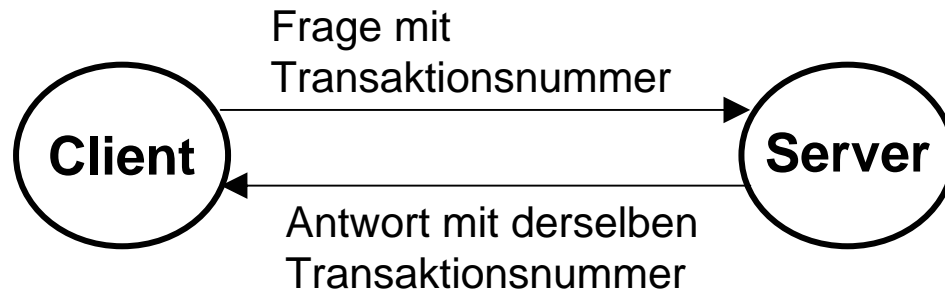 Frage mit
Transaktionsnummer
Client
Server
Antwort mit derselben
Transaktionsnummer